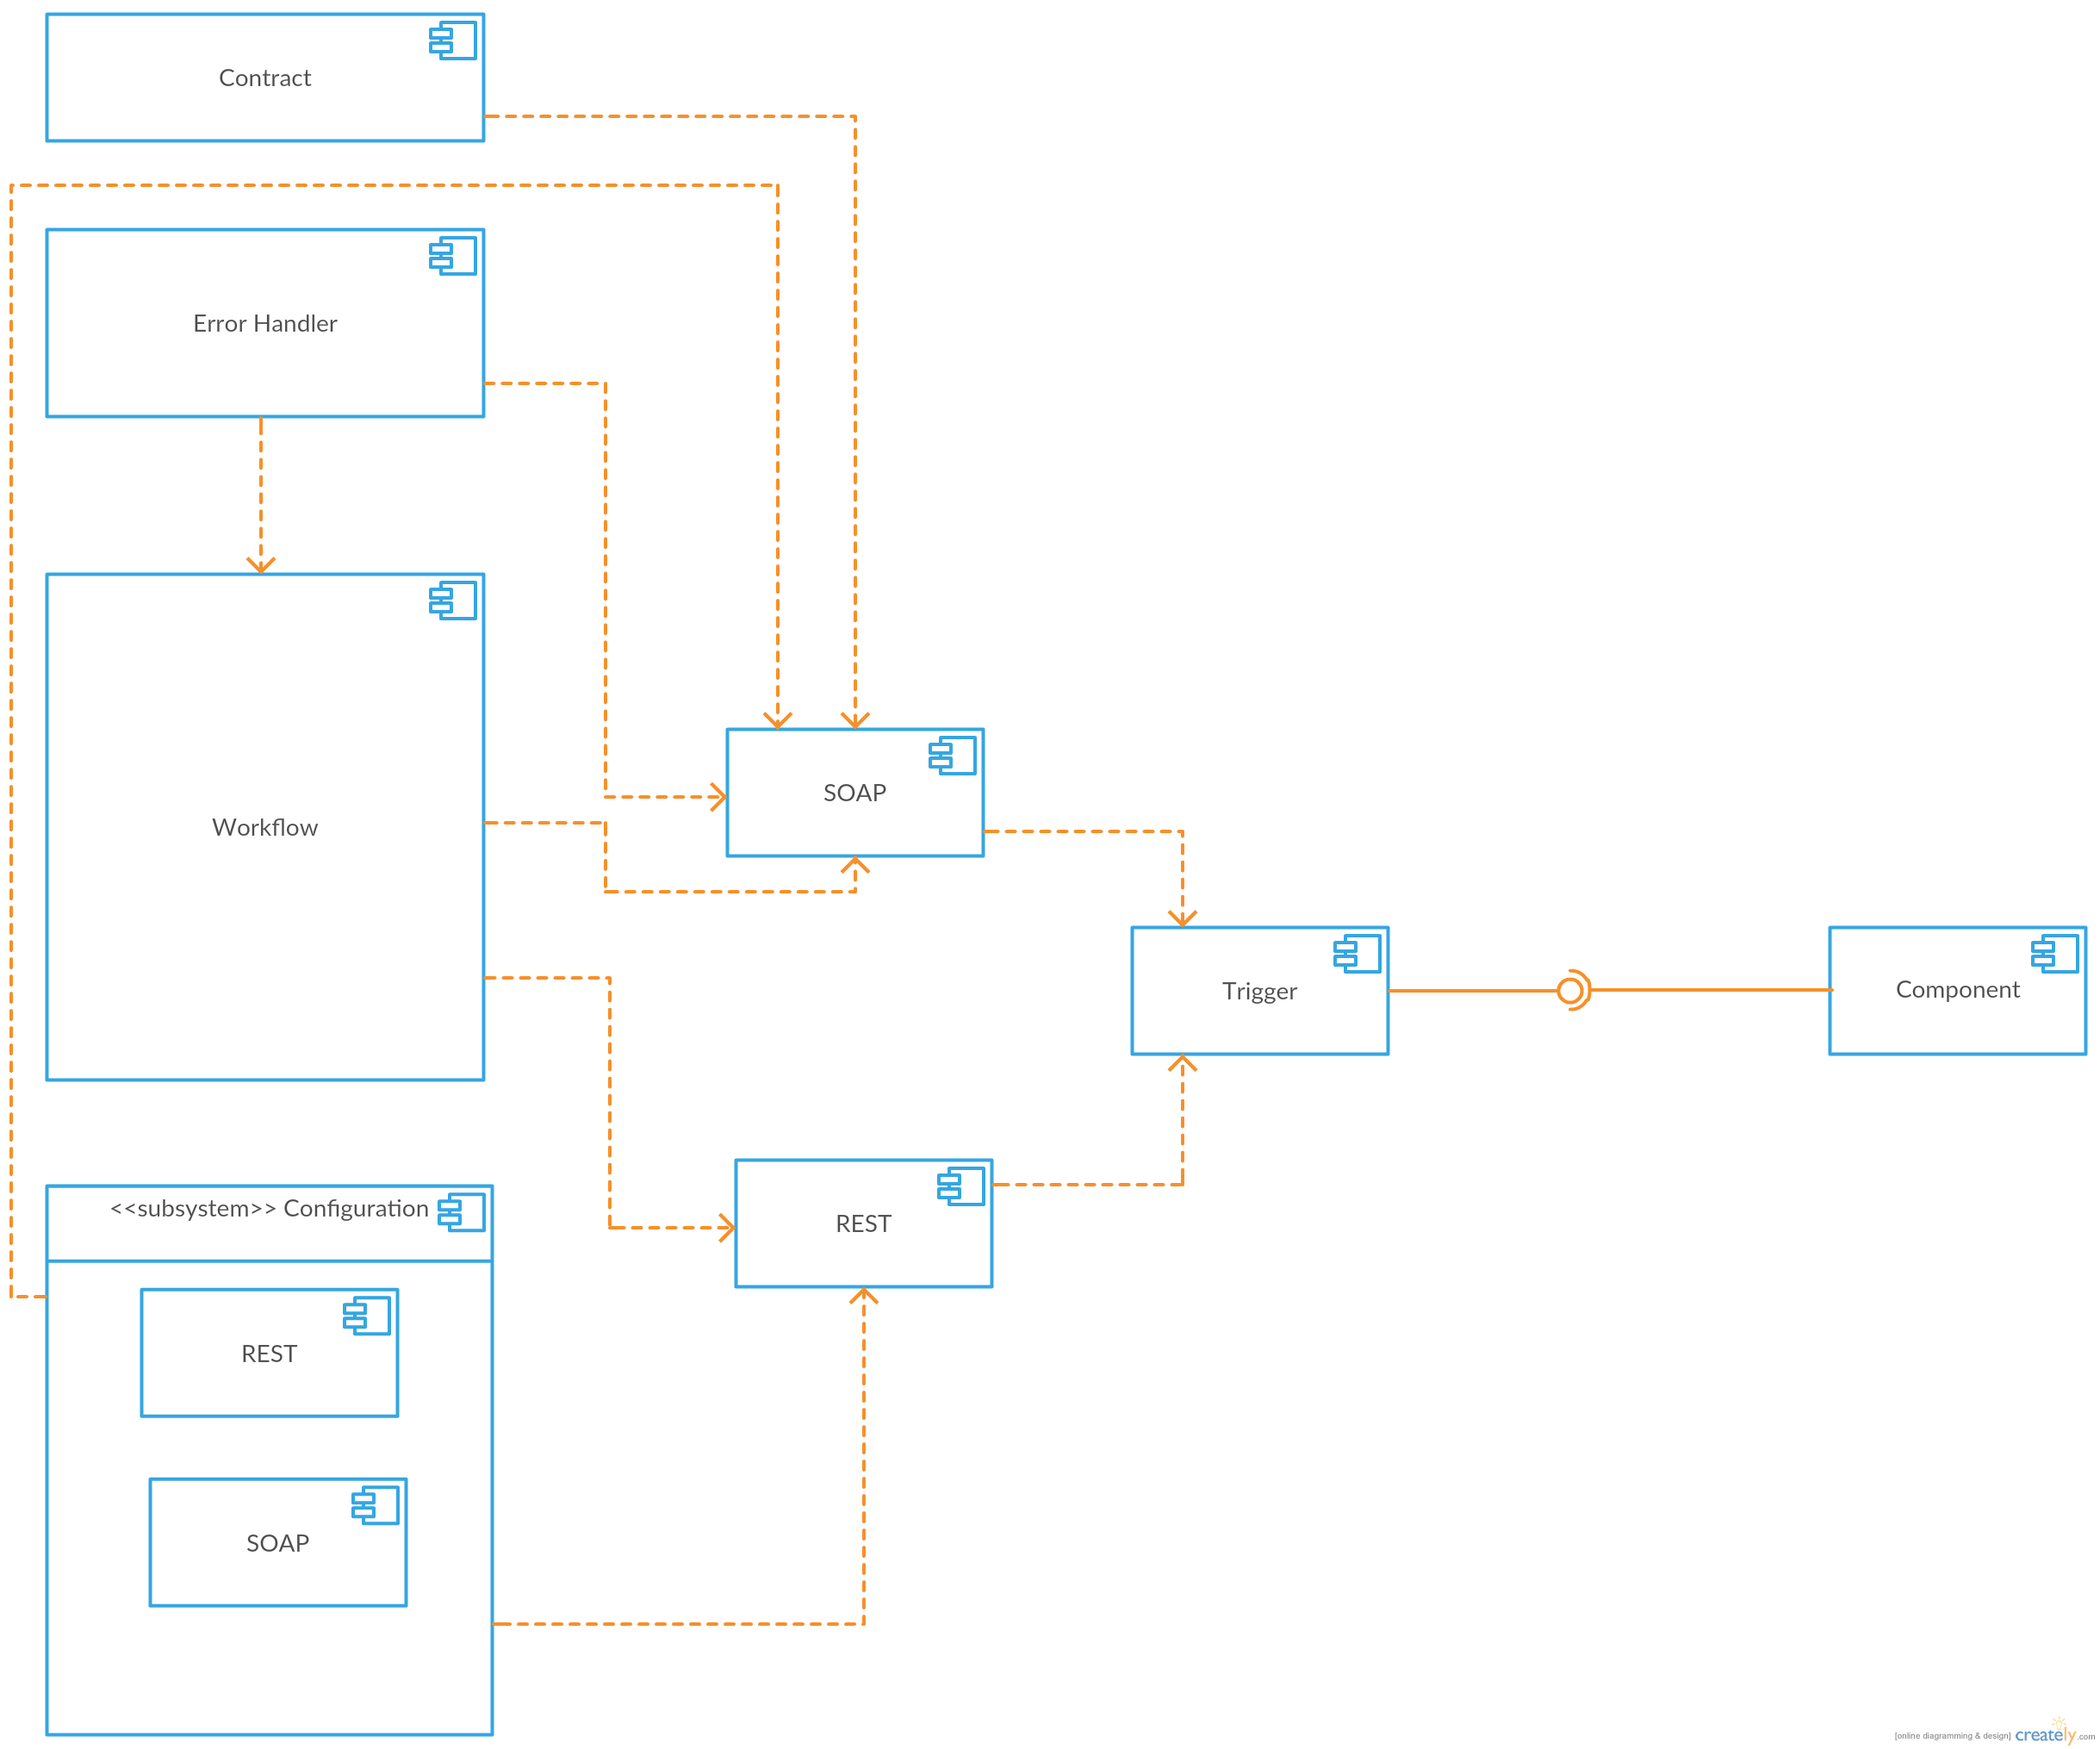 Contract
Error Handler
Workflow
SOAP
Trigger
Component
<<subsystem>> Configuration
REST
REST
SOAP
[online diagramming & design] creately.com